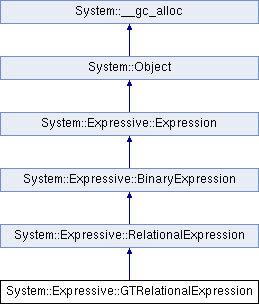 System::__gc_alloc
System::Object
System::Expressive::Expression
System::Expressive::BinaryExpression
System::Expressive::RelationalExpression
System::Expressive::GTRelationalExpression